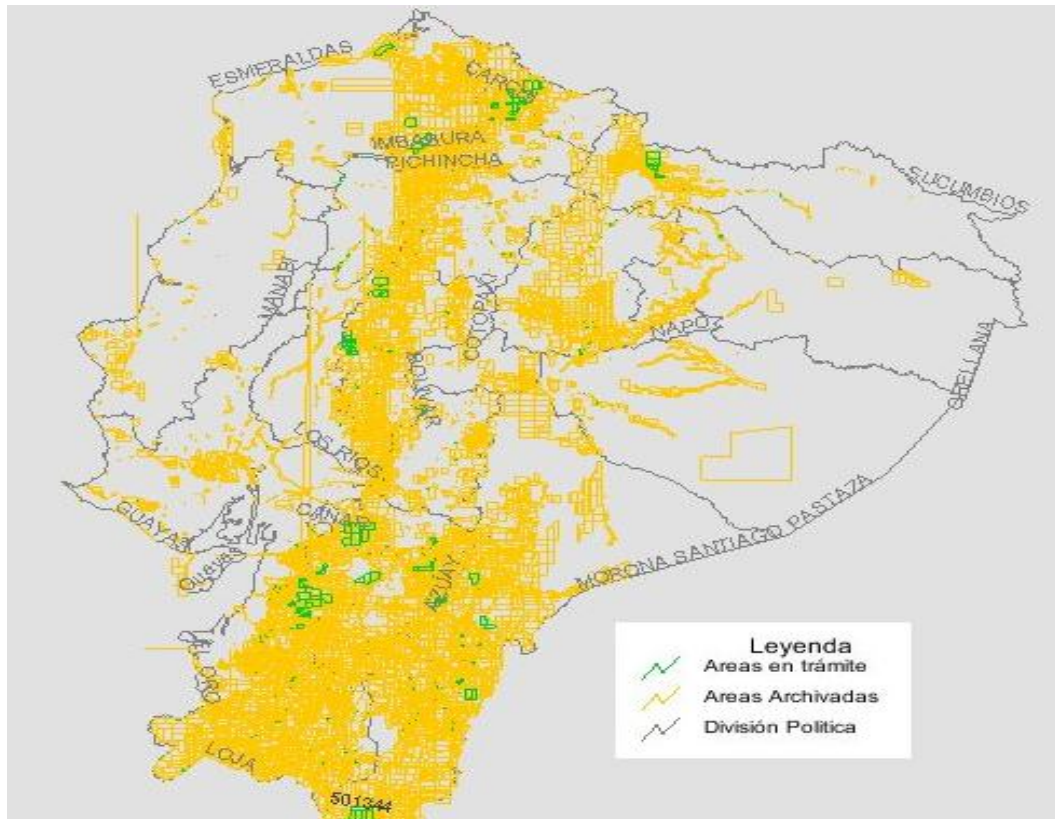 ESMERALDAS
CARCHI
IMBABURA
PICHINCHA
SUCUMBIOS
MANABI
COTOPAXI
NAPO
ORELLANA
BOLIVAR
LOS RIOS
GUAYAS
CAÑAR
Guayas
AZUAY
MORONA SANTIAGO
PASTAZA
EL ORO
LOJA
501344
Leyenda
Areas en trámite
Areas Archivadas
División Politica